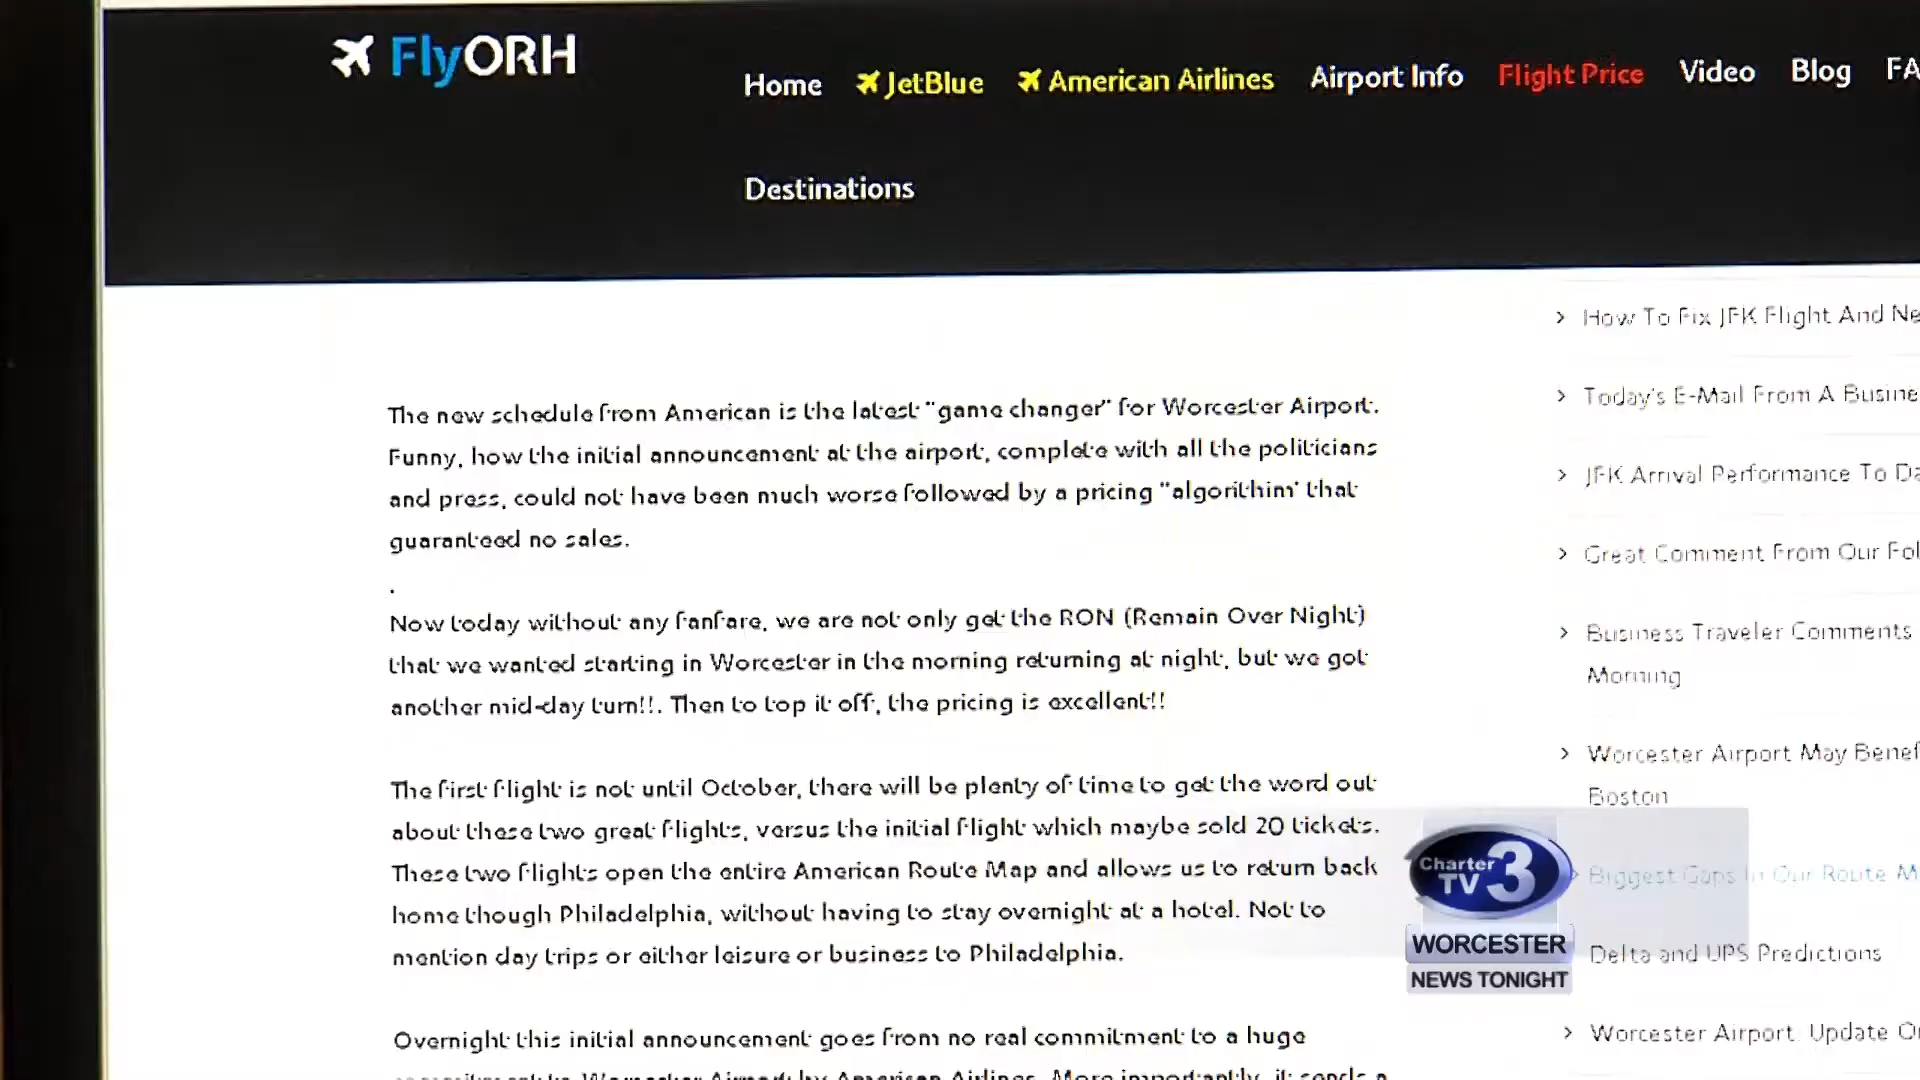 FlyORH
Home JetBlue American Airlines Airport Info Flight Price Video Blog
Destinations
The new schedule from American is the latest "game changer" for Worcester Airport.
Funny, how the initial announcement at the airport, complete with all the politicians
and press, could not have been much worse followed by a pricing "algorithim' that
guaranteed no sales.
.
Now today without any fanfare, we are not only get the RON (Remain Over Night)
that we wanted starting in Worcester in the morning returning at night, but we got
another mid-day turn!!. Then to top it off, the pricing is excellent!!
The first flight is not until October, there will be plenty of time to get the word out
about these two great flights, versus the initial flight which maybe sold 20 tickets.
These two flights open the entire American Route Map and allows us to return back
home though Philadelphia, without having to stay overnight at a hotel. Not to
mention day trips or either leisure or business to Philadelphia.
Overnight this initial announcement goes from no real commitment to a huge
> How To Fix JFK Flight And
> Today's E-Mail From A
> JFK Arrival Performance To
> Great Comment From Our
> Business Traveler Comments
Morning
> Worcester Airport May
Boston
> Biggest Gaps In Our Route
Delta and UPS Predictions
> Worcester Airport Update
Charter
TV 3
WORCESTER
NEWS TONIGHT